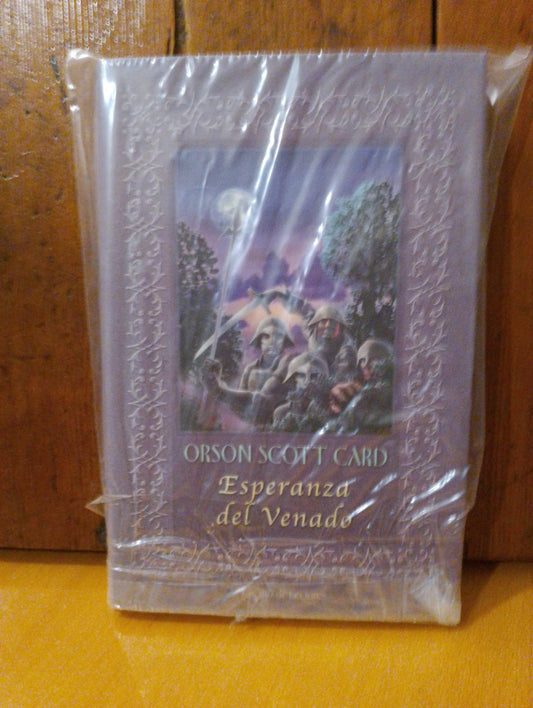 ORSON SCOTT CARD
Esperanza
del Venado